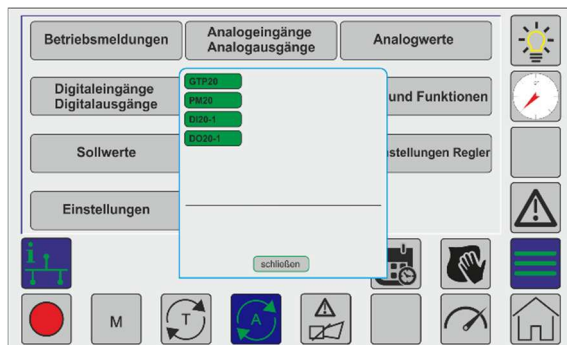 Betriebsmeldungen
Analogeingänge
Analogausgänge
Analogwerte
Digitaleingänge
Digitalausgänge
GTP20
PM20
DI20-1
DO20-1
und Funktionen
Sollwerte
stellungen Regler
Einstellungen
schließen
i
M
T
A